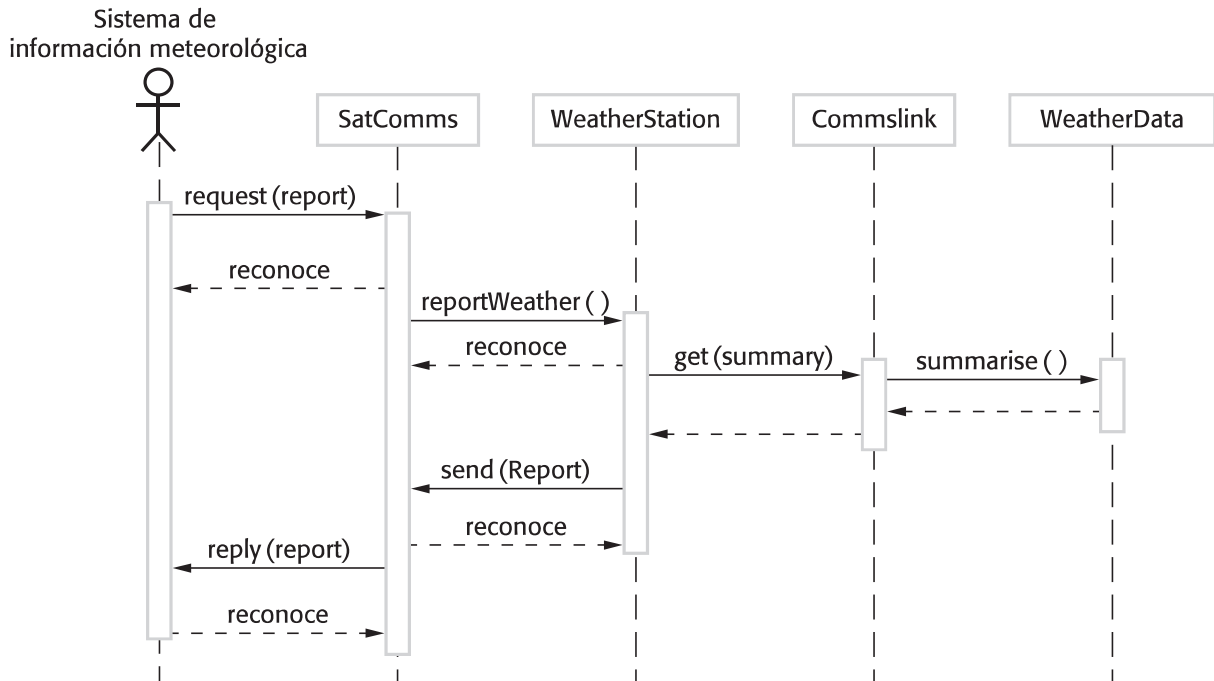 Sistema de
información meteorológica
SatComms
WeatherStation
Commslink
WeatherData
request (report)
reconoce
reportWeather ( )
reconoce
get (summary)
summarise ( )
send (Report)
reconoce
reply (report)
reconoce